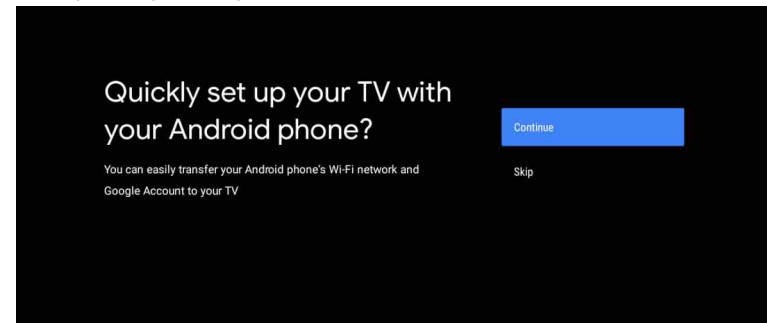 Quickly set up your TV with
your Android phone?
You can easily transfer your Android phone's Wi-Fi network and
Google Account to your TV
Continue
Skip